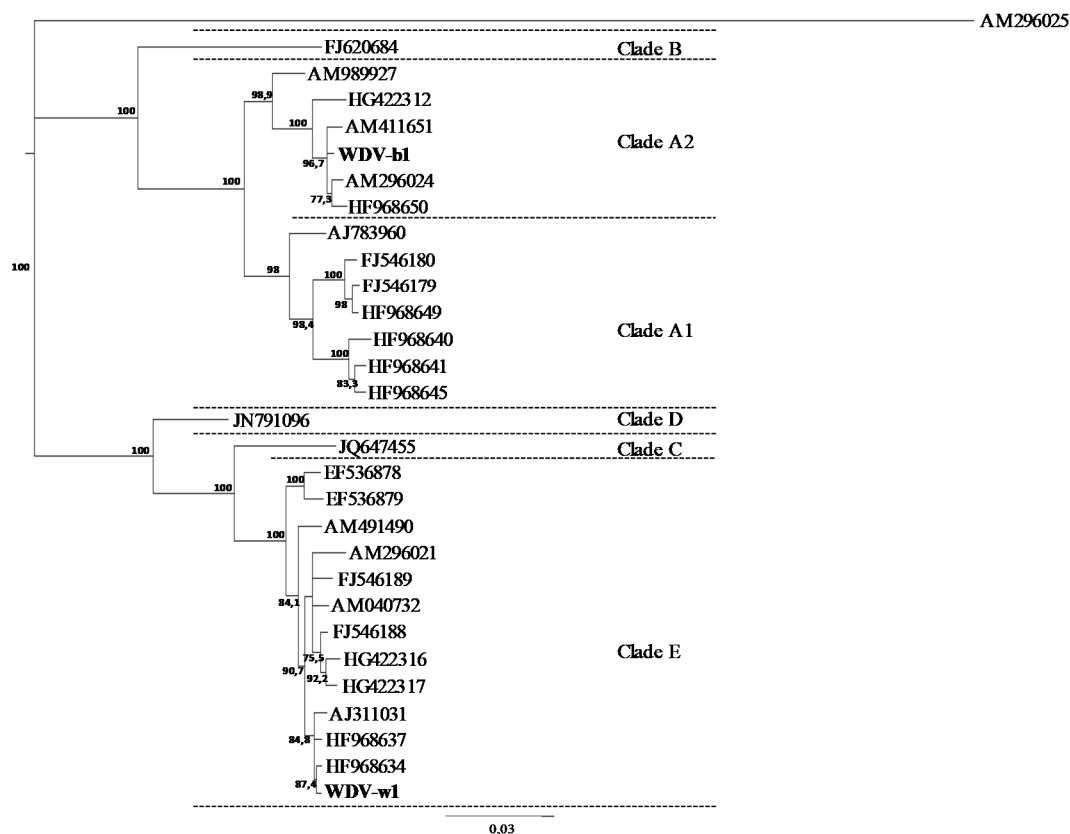 AM296025
FJ620684 Clade B
AM989927
98,9
HG422312
100
100
AM411651
Clade A2
WDV-b1
96,7
100
AM296024
77,3
HF968650
AJ783960
FJ546180
100
98
100
FJ546179
98
HF968649
98,4
Clade A1
HF968640
100
HF968641
83,3
HF968645
JN791096 Clade D
100
JQ647455 Clade C
EF536878
100
100
EF536879
AM491490
100
AM296021
FJ546189
84,1
AM040732
FJ546188
Clade E
75,5
HG422316
90,7
92,2
HG422317
AJ311031
84,8
HF968637
HF968634
87,4
WDV-w1
0,03